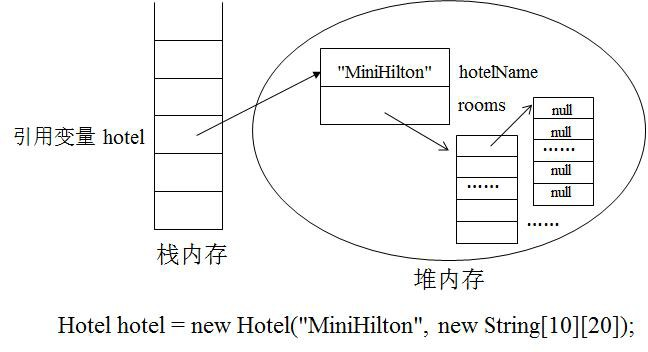 "MiniHilton" hotelName
rooms
null
引用变量 hotel
null
……
…… null
null
……
栈内存
堆内存
Hotel hotel = new Hotel("MiniHilton", new String[10][20]);